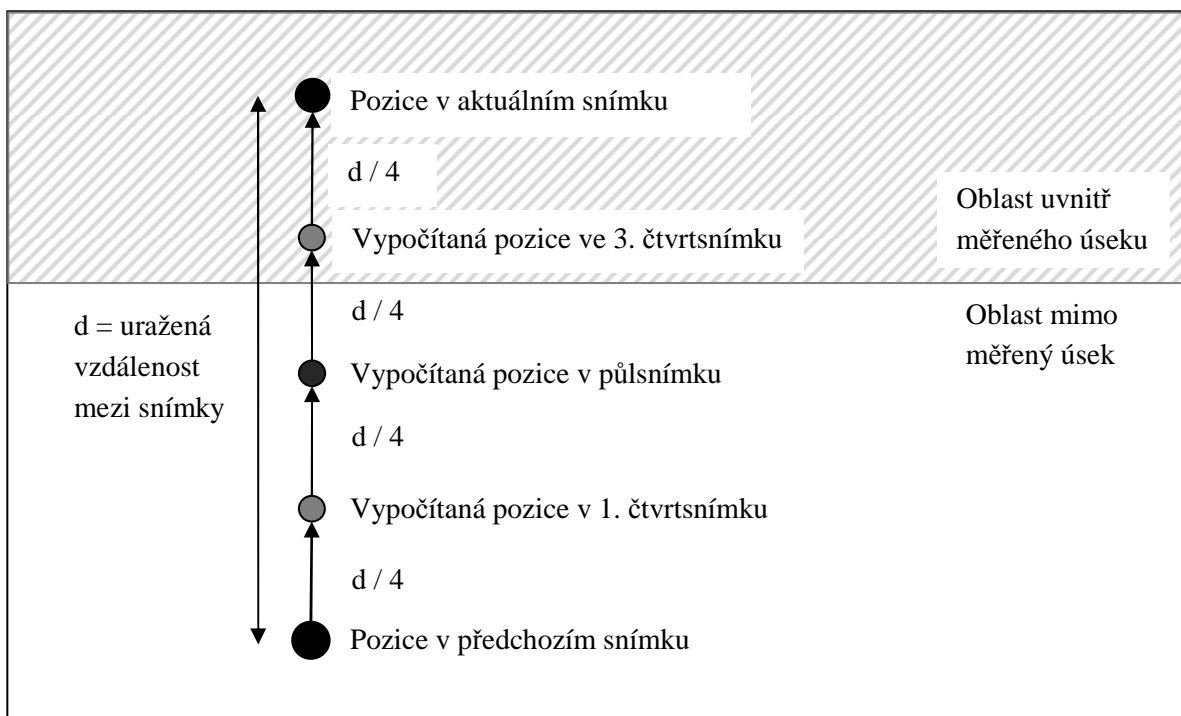 Pozice v aktuálním snímku
d / 4
Oblast uvnitř
měřeného úseku
Vypočítaná pozice ve 3. čtvrtsnímku
d / 4
Oblast mimo
měřený úsek
d = uražená
vzdálenost
mezi snímky
Vypočítaná pozice v půlsnímku
d / 4
Vypočítaná pozice v 1. čtvrtsnímku
d / 4
Pozice v předchozím snímku